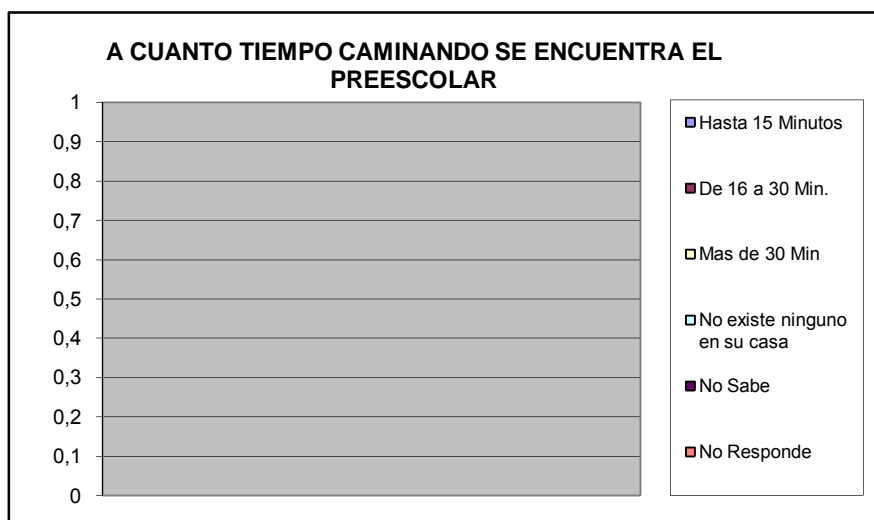 A CUANTO TIEMPO CAMINANDO SE ENCUENTRA EL
PREESCOLAR
1
0,9
0,8
0,7
0,6
0,5
0,4
0,3
0,2
0,1
0
Hasta 15 Minutos
De 16 a 30 Min.
Mas de 30 Min
No existe ninguno
en su casa
No Sabe
No Responde